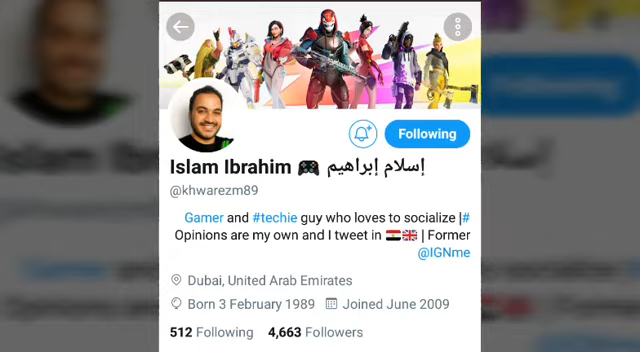 Following
Islam Ibrahim 🎮 إسلام إبراهيم
@khwarezm89
Gamer and #techie guy who loves to socialize |#
Opinions are my own and I tweet in 🇪🇬🇬🇧 | Former
@IGNme
Dubai, United Arab Emirates
Born 3 February 1989 Joined June 2009
512 Following 4,663 Followers